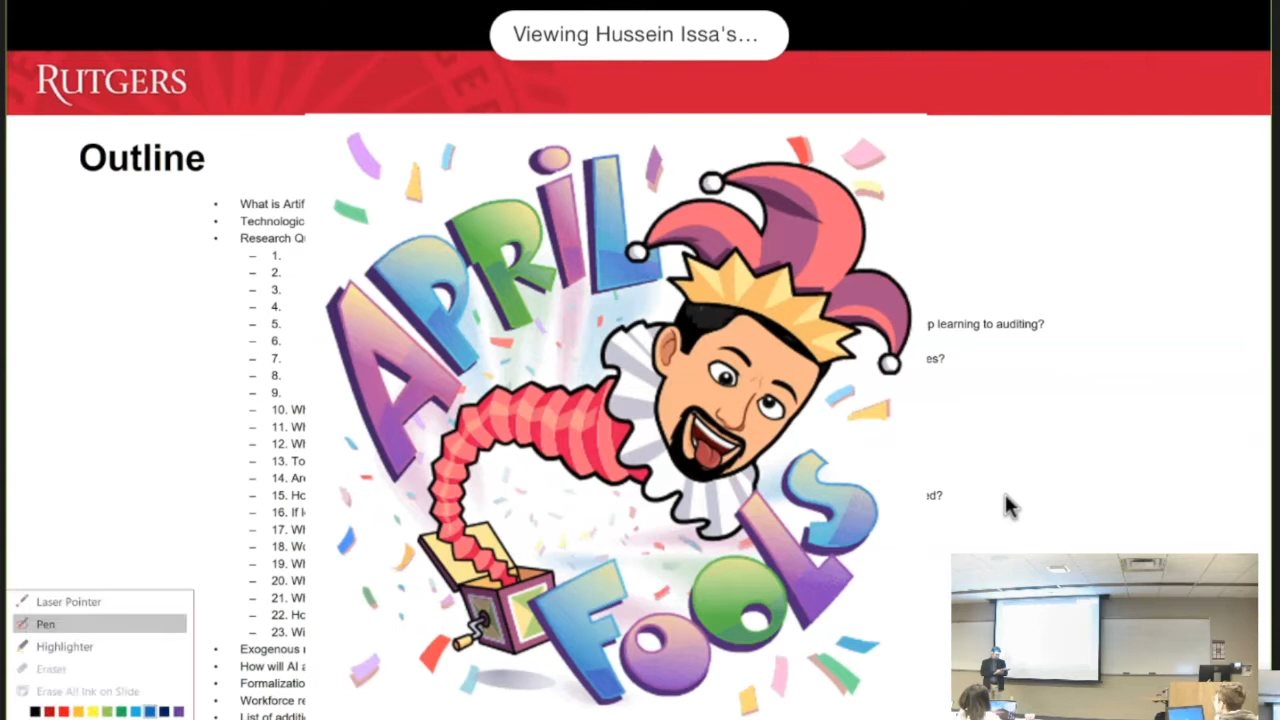 Viewing Hussein Issa's...
RUTGERS
Outline
• What is Artif
• Technologic
• Research Q
– 1.
– 2.
– 3.
– 4.
– 5. p learning to auditing?
– 6.
– 7. es?
– 8.
– 9.
– 10. Wh
– 11. Wh
– 12. Wh
– 13. To
– 14. Are
– 15. Ho ed?
– 16. If i
– 17. Wh
– 18. Wo
– 19. Wh
– 20. Wh
– 21. Wh
– 22. Ho
– 23. Wi
• Exogenous
• How will AI a
• Formalizatio
• Workforce re
• List of additi
APRIL
FOOLS
Laser Pointer
Pen
Highlighter
Eraser
Erase All Ink on Slide